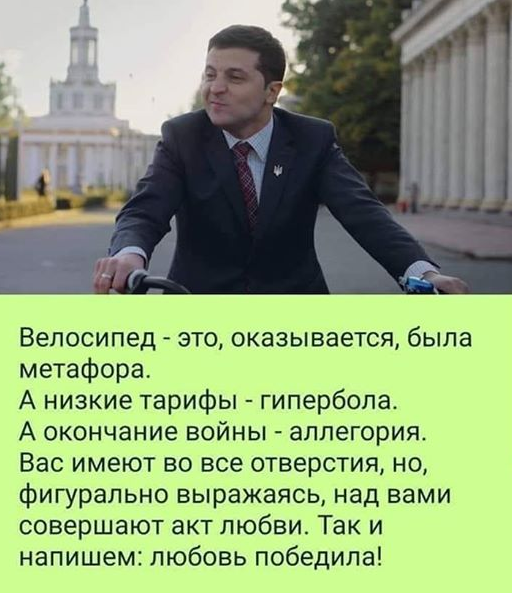 Велосипед - это, оказывается, была
метафора.
А низкие тарифы - гипербола.
А окончание войны - аллегория.
Вас имеют во все отверстия, но,
фигурально выражаясь, над вами
совершают акт любви. Так и
напишем: любовь победила!